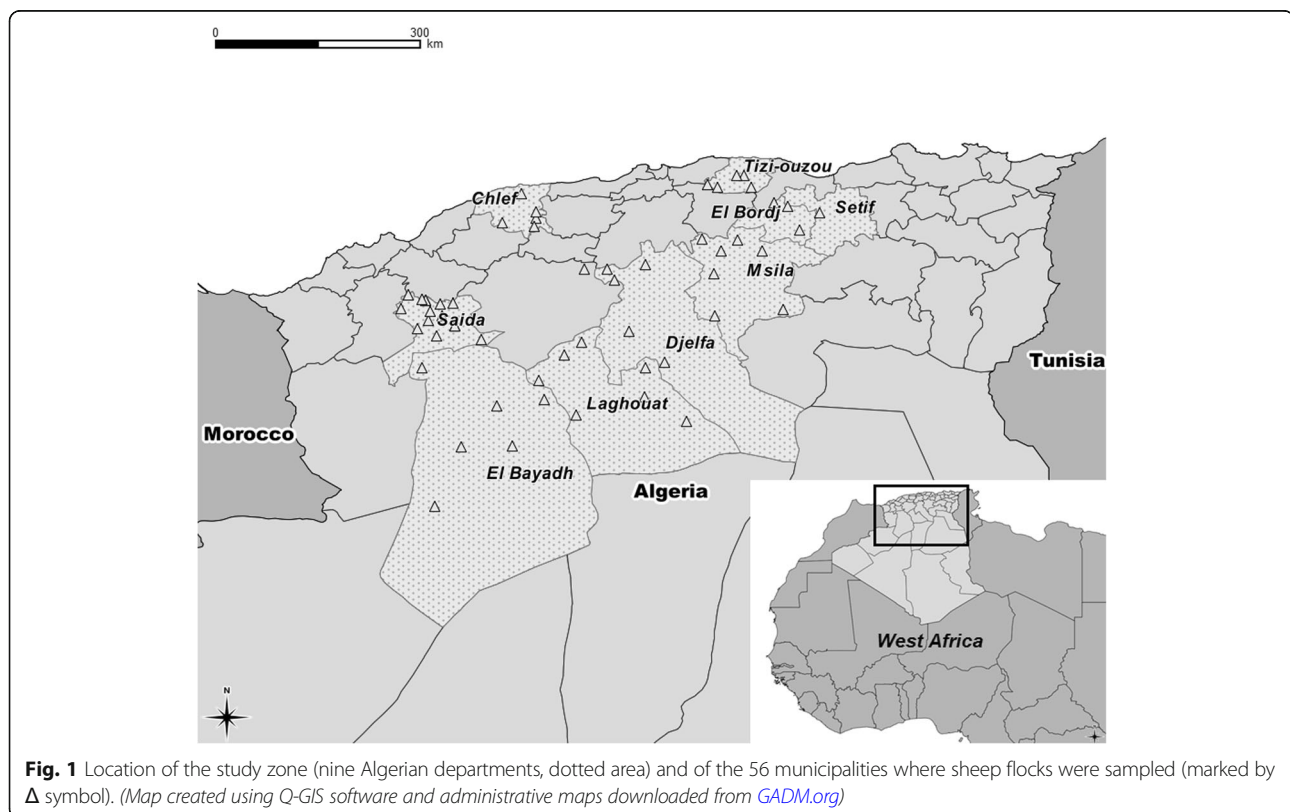 0 300
km
Tizi-ouzou
Chlef
El Bordj Setif
Msila
Saida
Djelfa
Tunisia
Laghouat
Morocco
El Bayadh
Algeria
West Africa
N
Fig. 1 Location of the study zone (nine Algerian departments, dotted area) and of the 56 municipalities where sheep flocks were sampled (marked by
Δ symbol). (Map created using Q-GIS software and administrative maps downloaded from GADM.org)